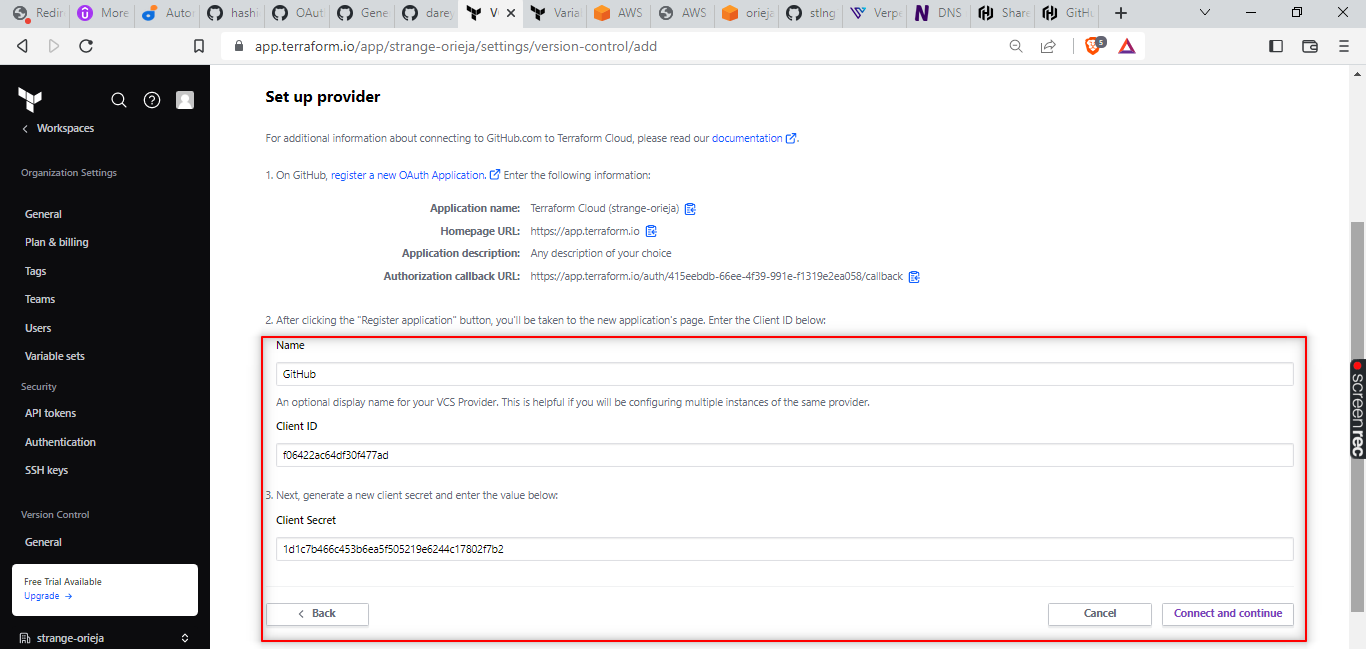 Redir
More
Auto
hashi
OAut
Gene
darey
V
Varia
AWS
AWS
orieja
stIng
Verpe
DNS
Share
GitHu
app.terraform.io/app/strange-orieja/settings/version-control/add
5
Workspaces
Organization Settings
General
Plan & billing
Tags
Teams
Users
Variable sets
Security
API tokens
Authentication
SSH keys
Version Control
General
Free Trial Available
Upgrade →
strange-orieja
Set up provider
For additional information about connecting to GitHub.com to Terraform Cloud, please read our documentation.
1. On GitHub, register a new OAuth Application. Enter the following information:
Application name: Terraform Cloud (strange-orieja)
Homepage URL: https://app.terraform.io
Application description: Any description of your choice
Authorization callback URL: https://app.terraform.io/auth/415eebdb-66ee-4f39-991e-f1319e2ea058/callback
2. After clicking the "Register application" button, you'll be taken to the new application's page. Enter the Client ID below:
Name
GitHub
An optional display name for your VCS Provider. This is helpful if you will be configuring multiple instances of the same provider.
Client ID
f06422ac64df30f477ad
3. Next, generate a new client secret and enter the value below:
Client Secret
1d1c7b466c453b6ea5f505219e6244c17802f7b2
Back
Cancel
Connect and continue
screenrec